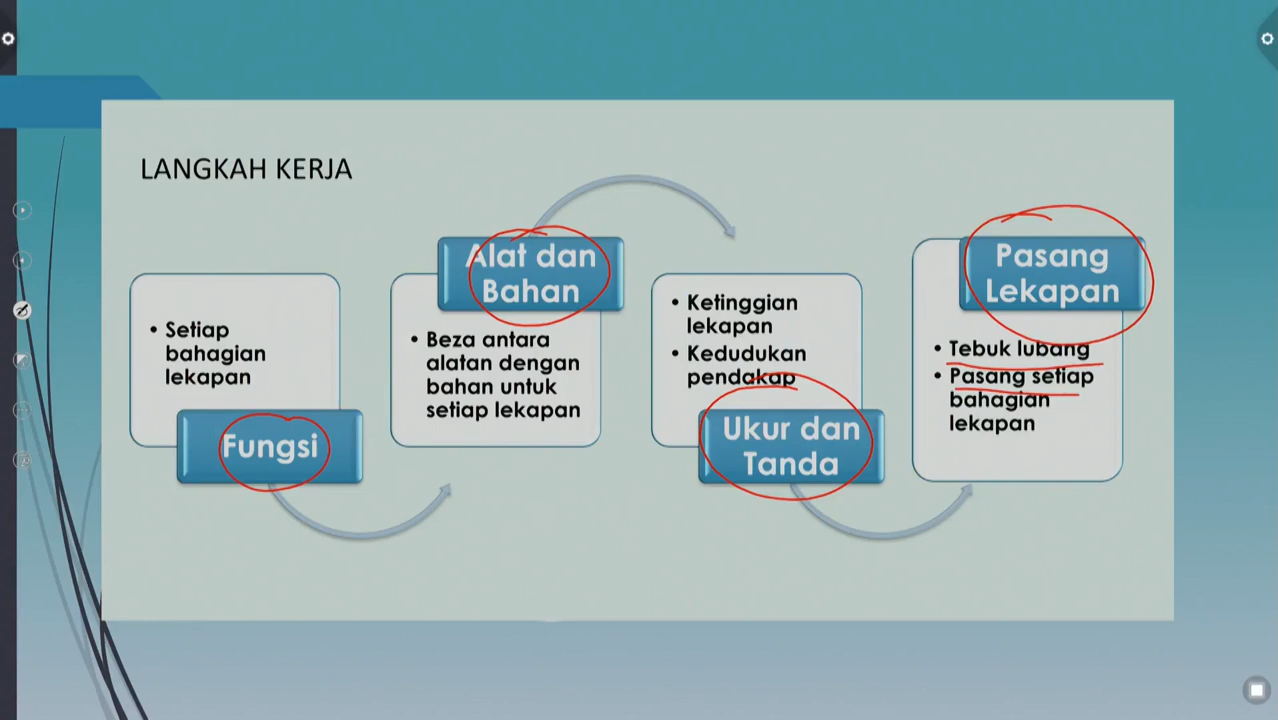 LANGKAH KERJA
• Setiap
bahagian
lekapan
Fungsi
Alat dan
Bahan
• Beza antara
alatan dengan
bahan untuk
setiap lekapan
• Ketinggian
lekapan
• Kedudukan
pendakap
Ukur dan
Tanda
Pasang
Lekapan
• Tebuk lubang
• Pasang setiap
bahagian
lekapan